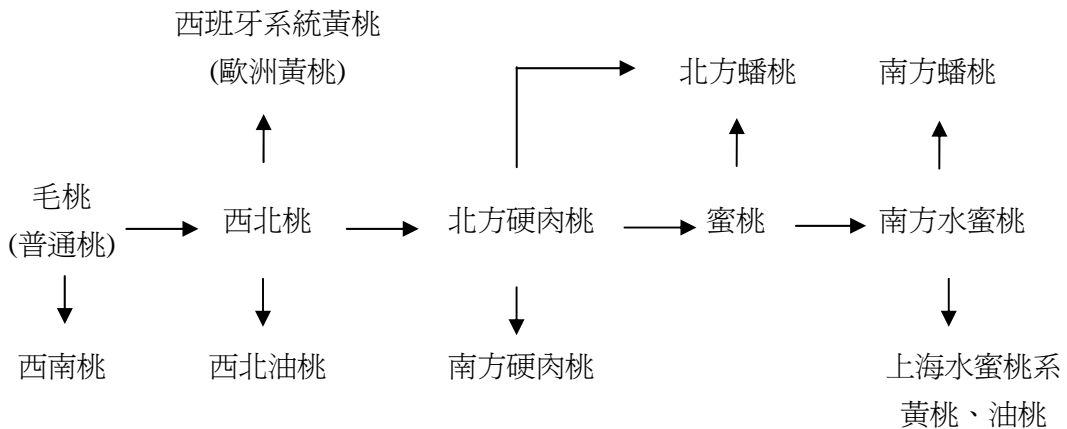 西班牙系統黃桃
(歐洲黃桃)
北方蟠桃
南方蟠桃
毛桃
(普通桃)
西北桃
北方硬肉桃
蜜桃
南方水蜜桃
西南桃
西北油桃
南方硬肉桃
上海水蜜桃系
黃桃、油桃